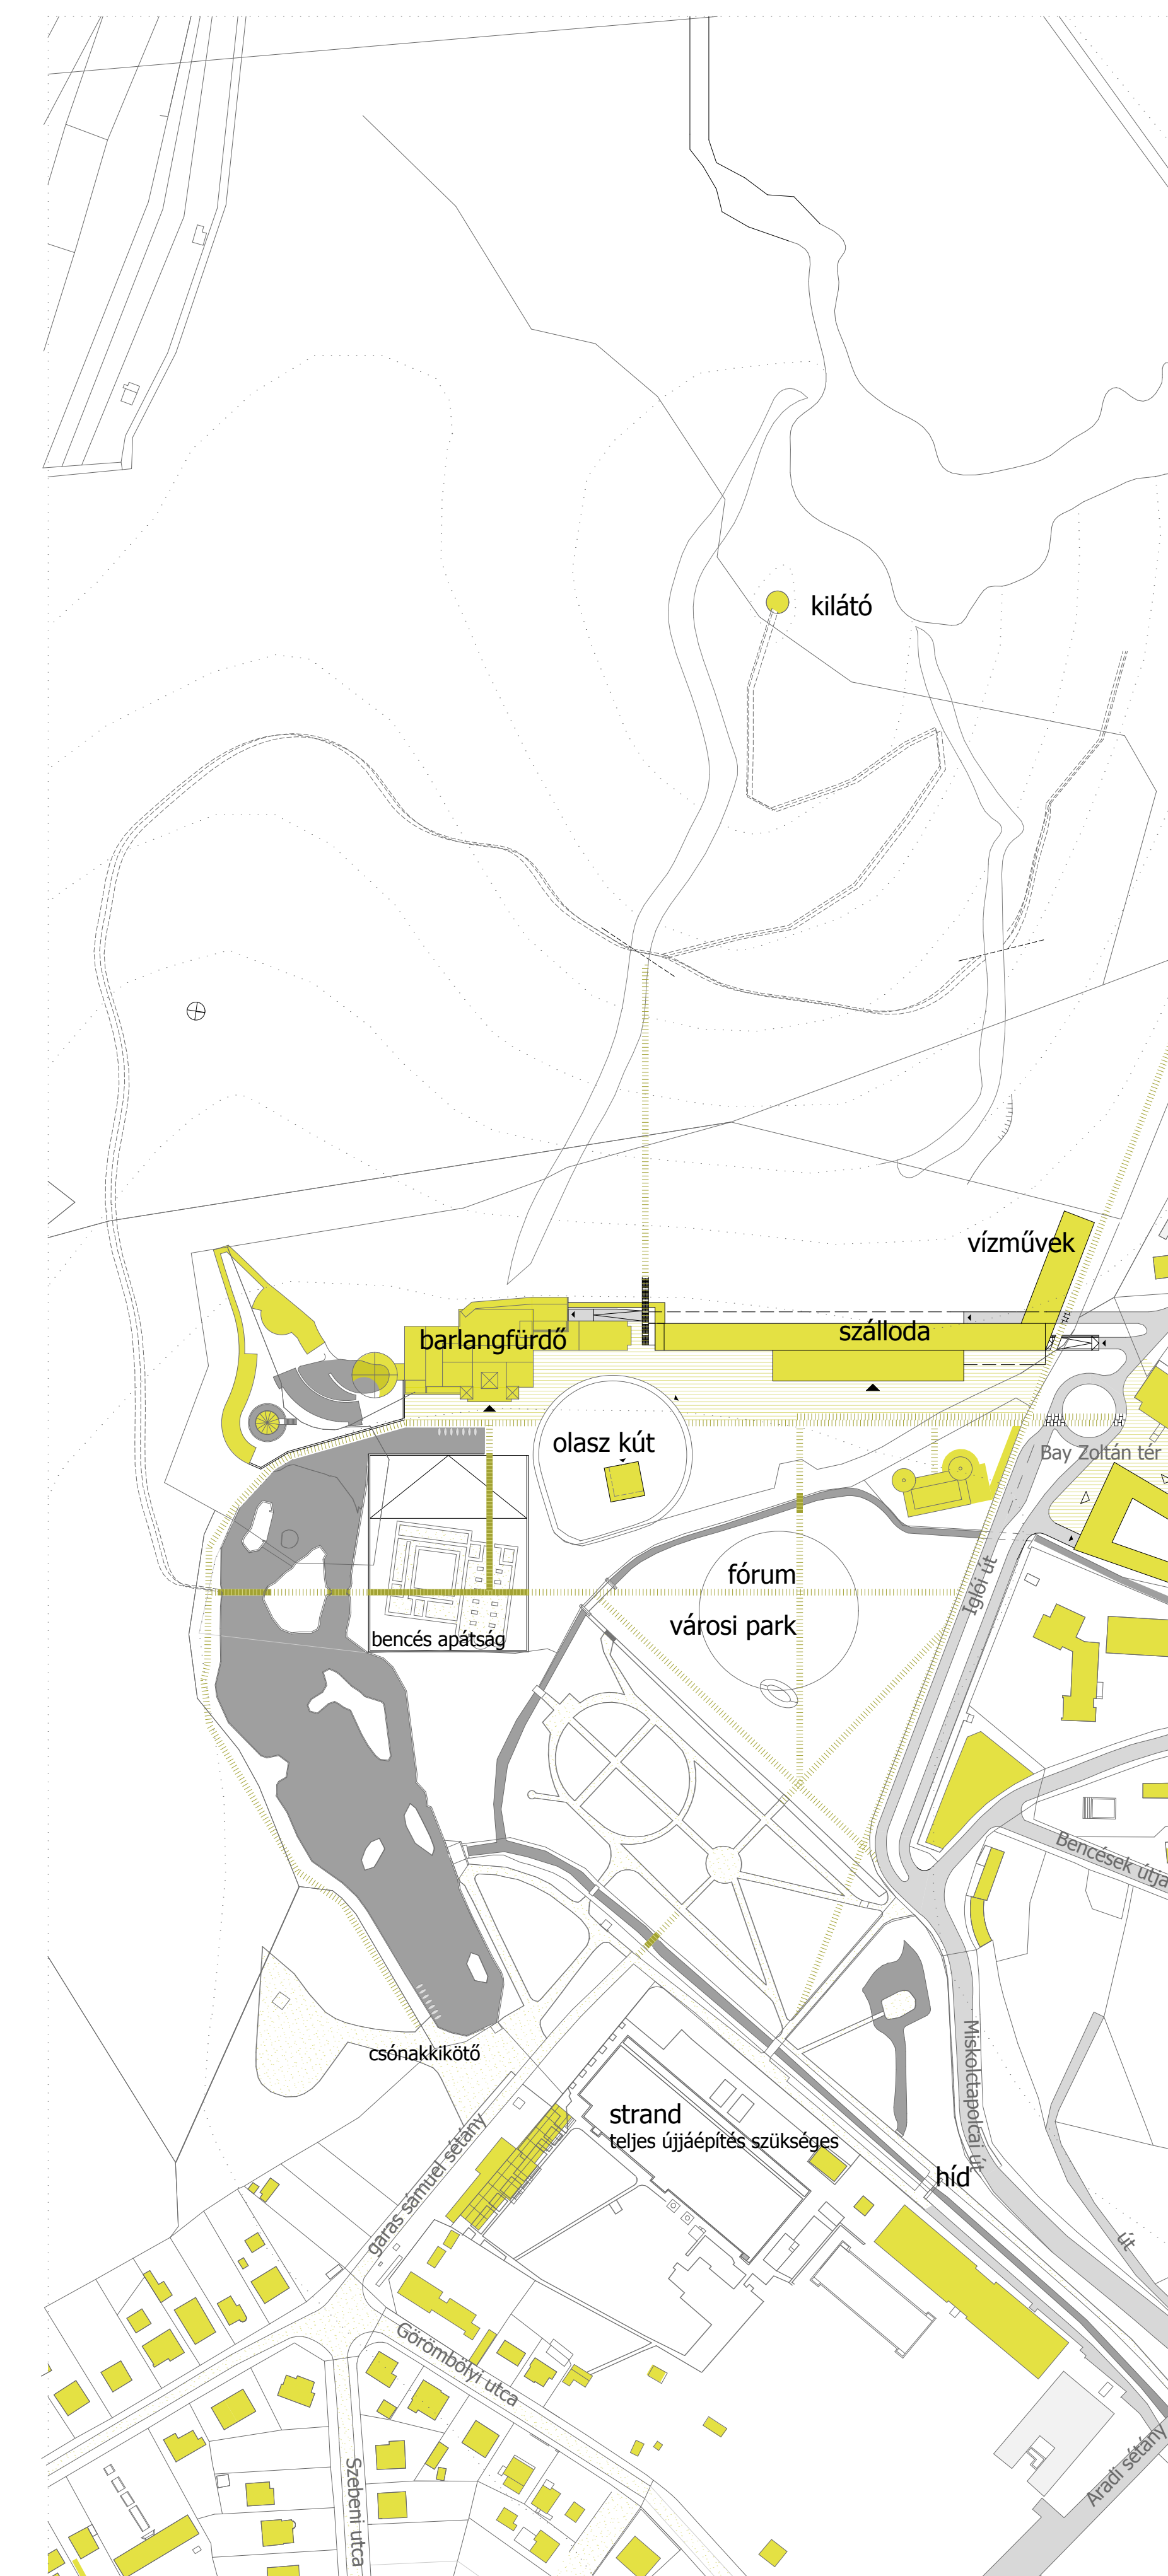 kilátó
vízművek
szálloda
barlangfürdő
olasz kút
Bay Zoltán tér
fórum
Iglói út
városi park
bencés apátság
Bencések útja
csónakkikötő
Miskolctapolcai út
strand
teljes újjáépítés szükséges
garas sámuel sétány
híd
út
Görömbölyi utca
Aradi sétány
Szebeni utca